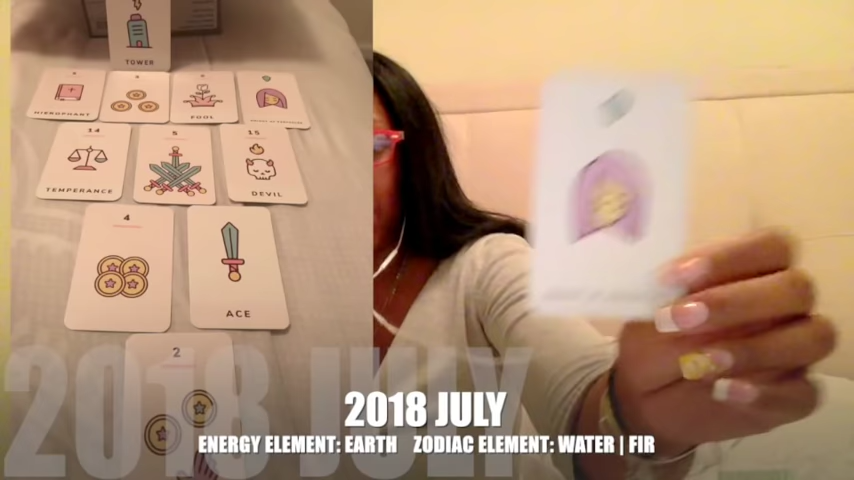 TOWER
HIEROPHANT
FOOL
14
5
15
TEMPERANCE
DEVIL
4
ACE
2
2018 JULY
2018 JULY
ENERGY ELEMENT: EARTH ZODIAC ELEMENT: WATER | FIR